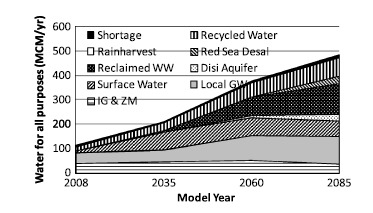 Water for all purposes (MCM/yr)
600
500
400
300
200
100
0
Shortage
Recycled Water
Rainharvest
Red Sea Desal
Reclaimed WW
Disi Aquifer
Surface Water
Local GW
IG & ZM
2008
2035
2060
2085
Model Year